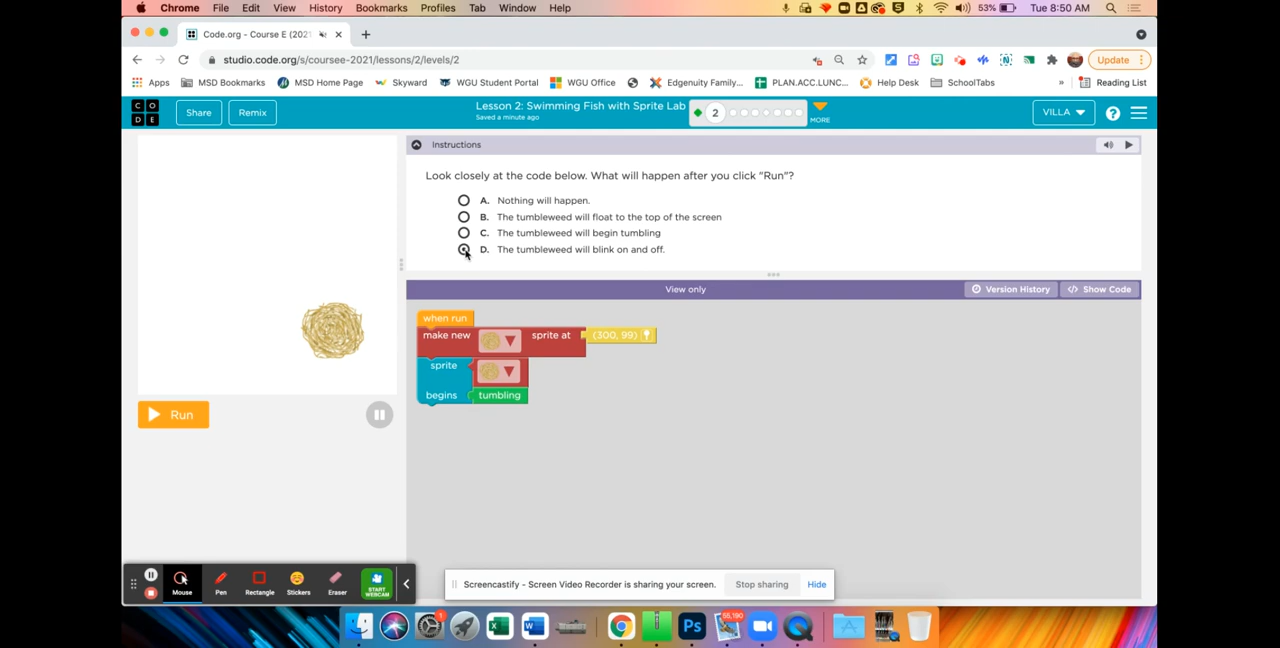 Chrome File Edit View History Bookmarks Profiles Tab Window Help 53% Tue 8:50 AM
Code.org - Course E (2021
studio.code.org/s/coursee-2021/lessons/2/levels/2 Update
Apps MSD Bookmarks MSD Home Page Skyward WGU Student Portal WGU Office Edgenuity Family... PLAN.ACC.LUNC... Help Desk SchoolTabs » Reading List
C O D E Share Remix Lesson 2: Swimming Fish with Sprite Lab 2 MORE VILLA ?
Saved a minute ago
Instructions
Look closely at the code below. What will happen after you click "Run"?
A. Nothing will happen.
B. The tumbleweed will float to the top of the screen
C. The tumbleweed will begin tumbling
D. The tumbleweed will blink on and off.
View only Version History </> Show Code
when run
make new sprite at (300, 99)
sprite
begins tumbling
Run
Mouse Pen Rectangle Stickers Eraser START WEBCAM
Screencastify - Screen Video Recorder is sharing your screen. Stop sharing Hide
1 X W Ps 55,190